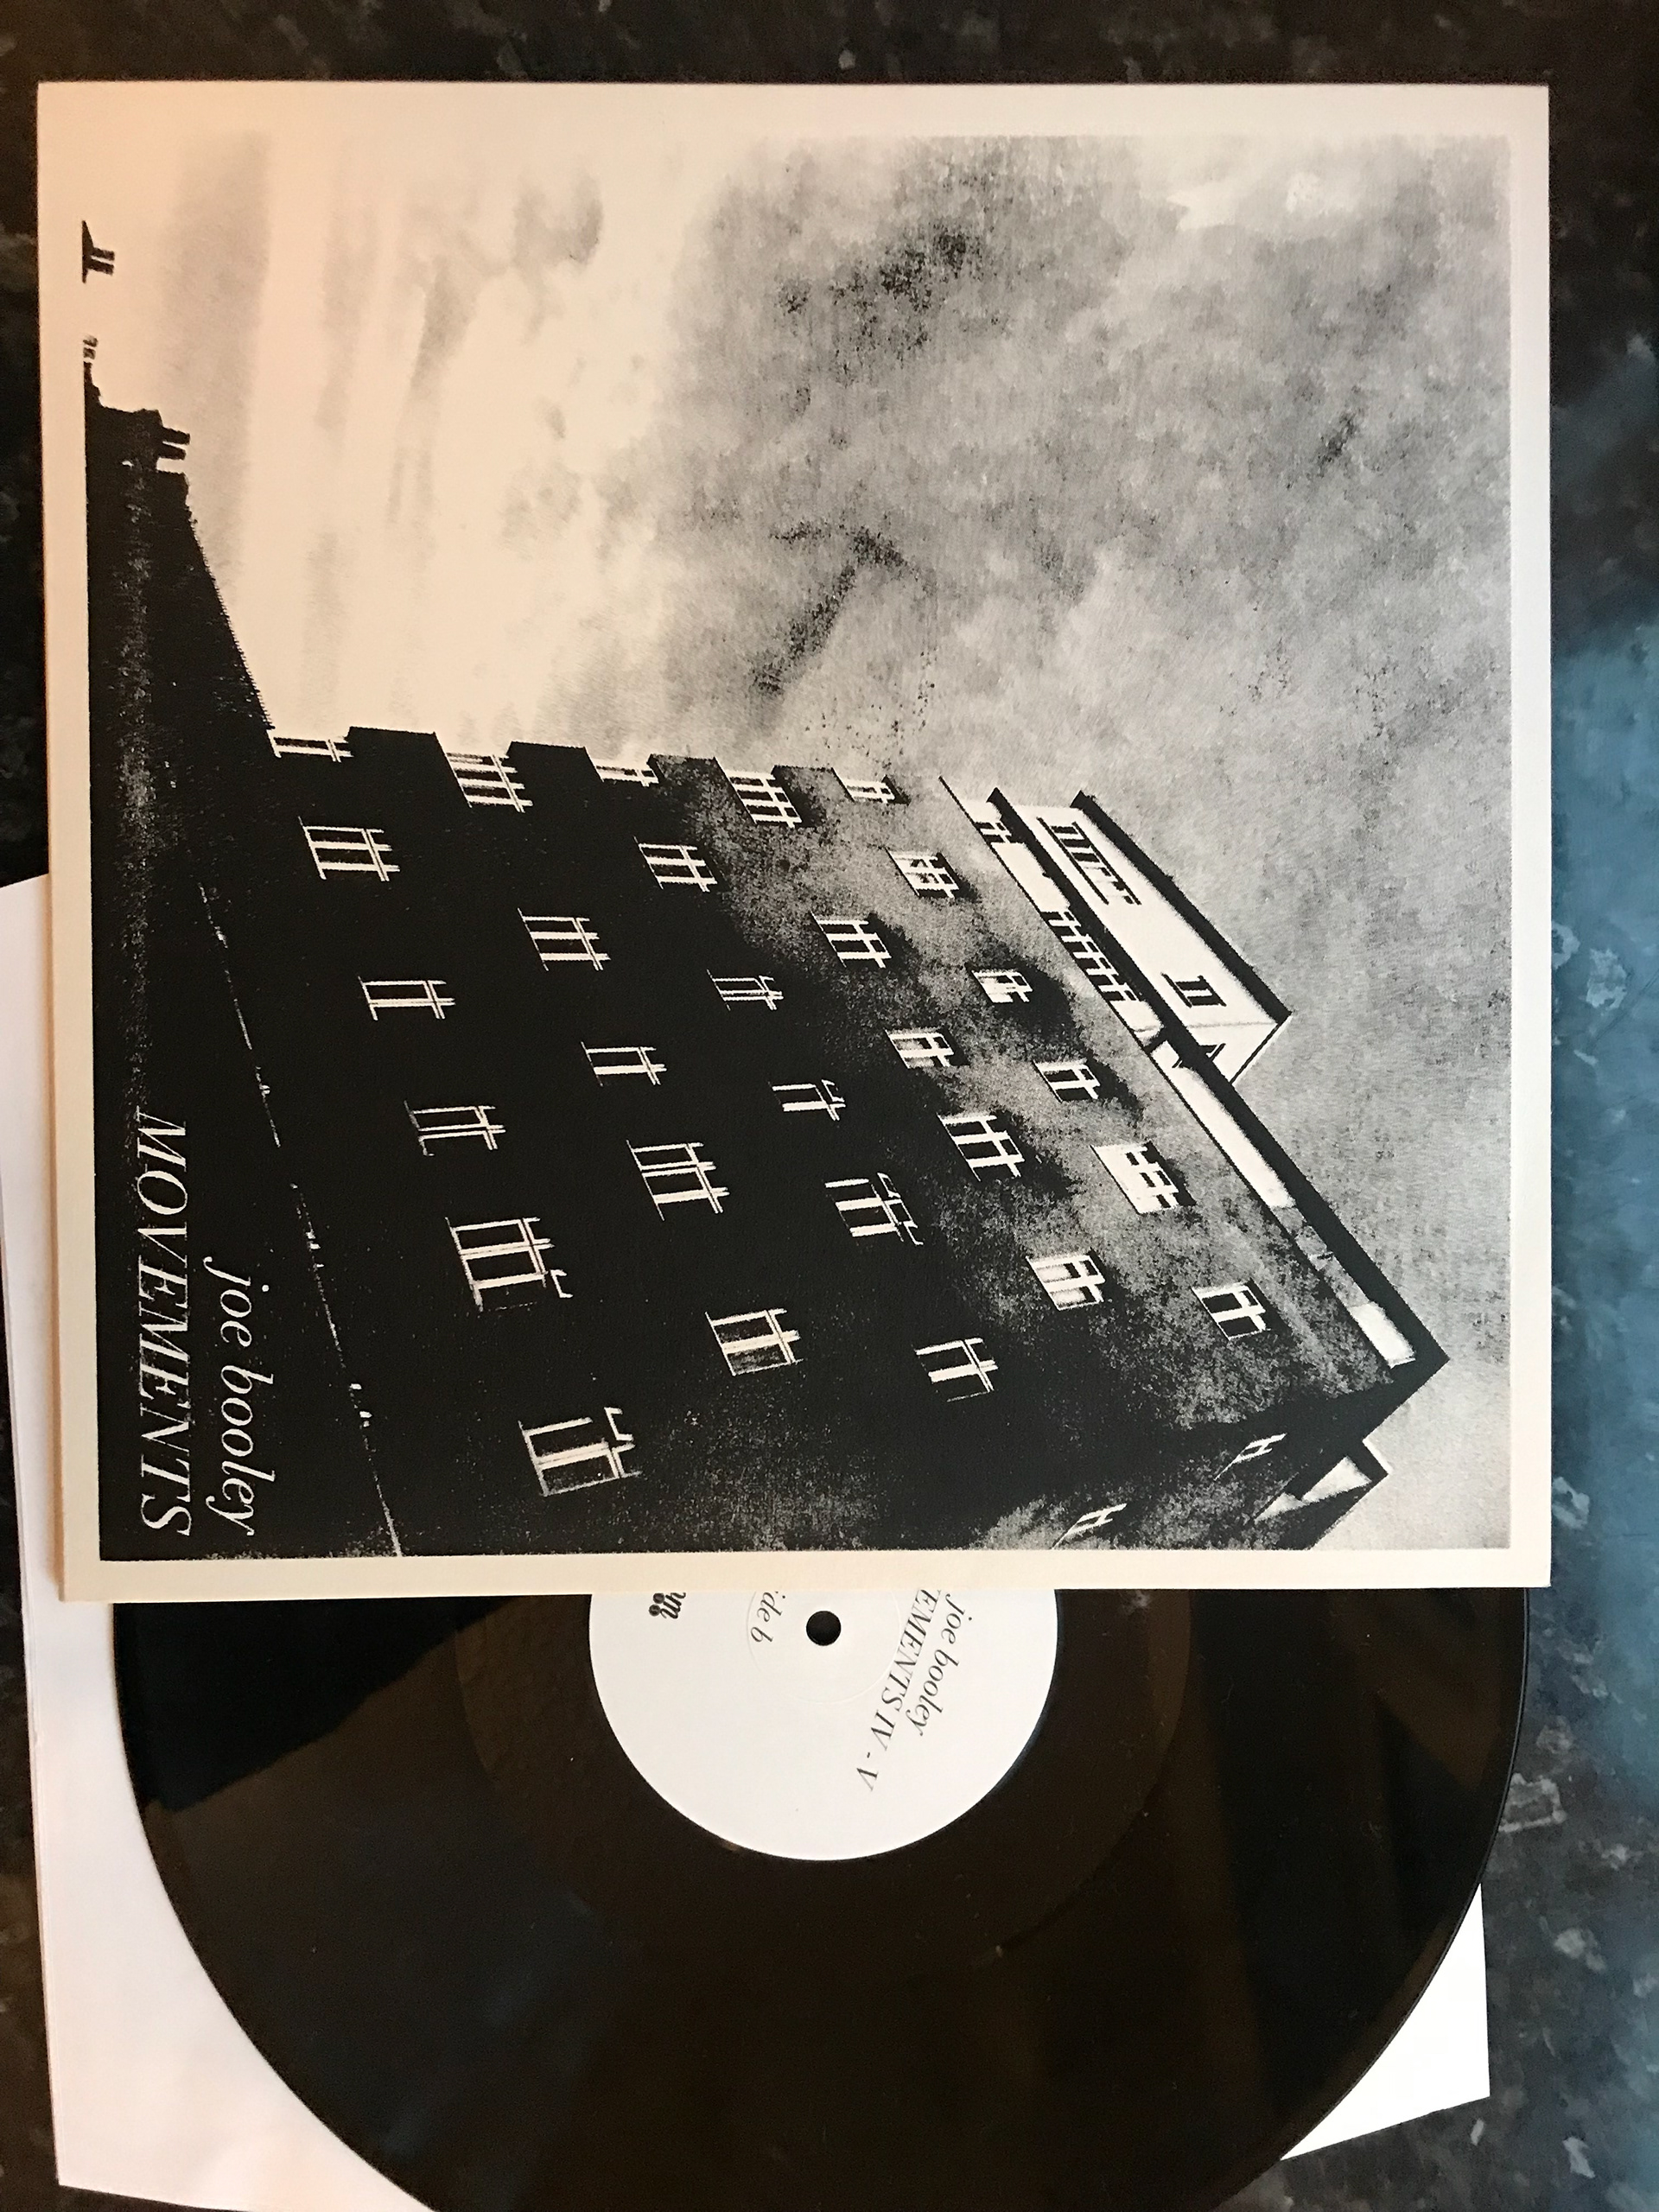 joe booley
MOVEMENTS
joe booley
EMENTS IV - V
ide b